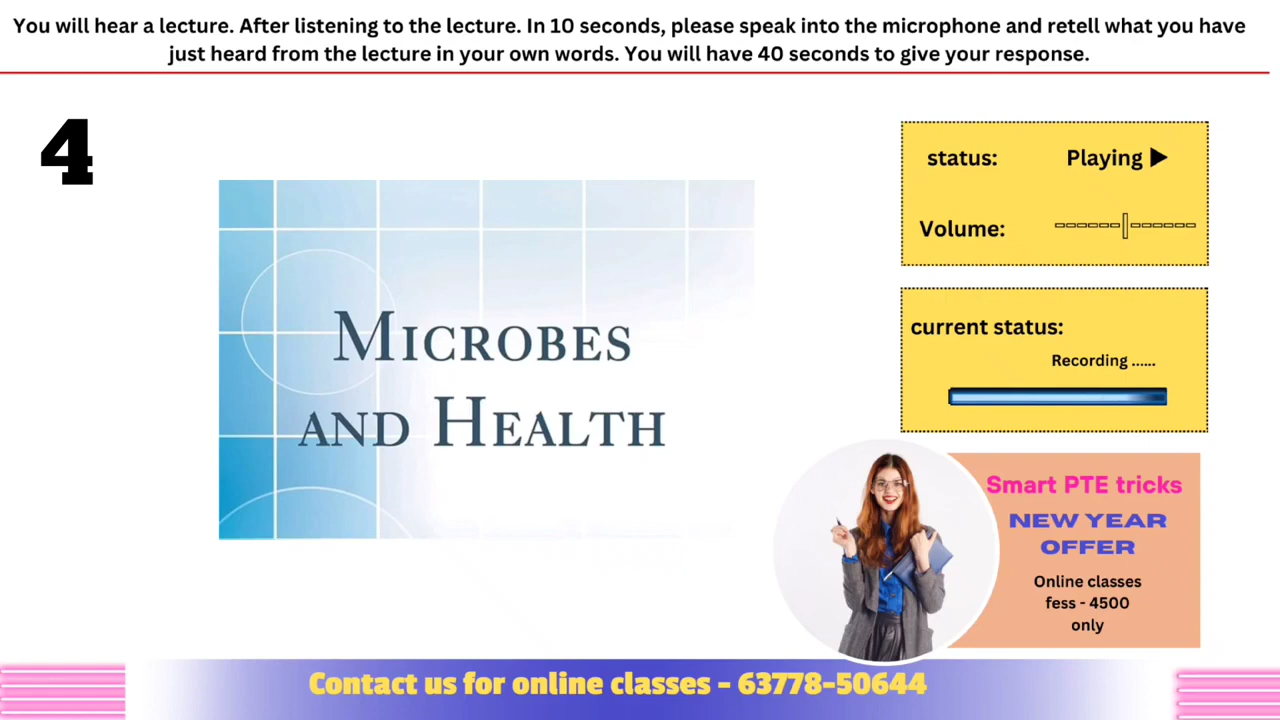 You will hear a lecture. After listening to the lecture. In 10 seconds, please speak into the microphone and retell what you have
just heard from the lecture in your own words. You will have 40 seconds to give your response.
4
MICROBES
AND HEALTH
status: Playing ▶
Volume:
current status:
Recording ......
Smart PTE tricks
NEW YEAR
OFFER
Online classes
fess - 4500
only
Contact us for online classes - 63778-50644